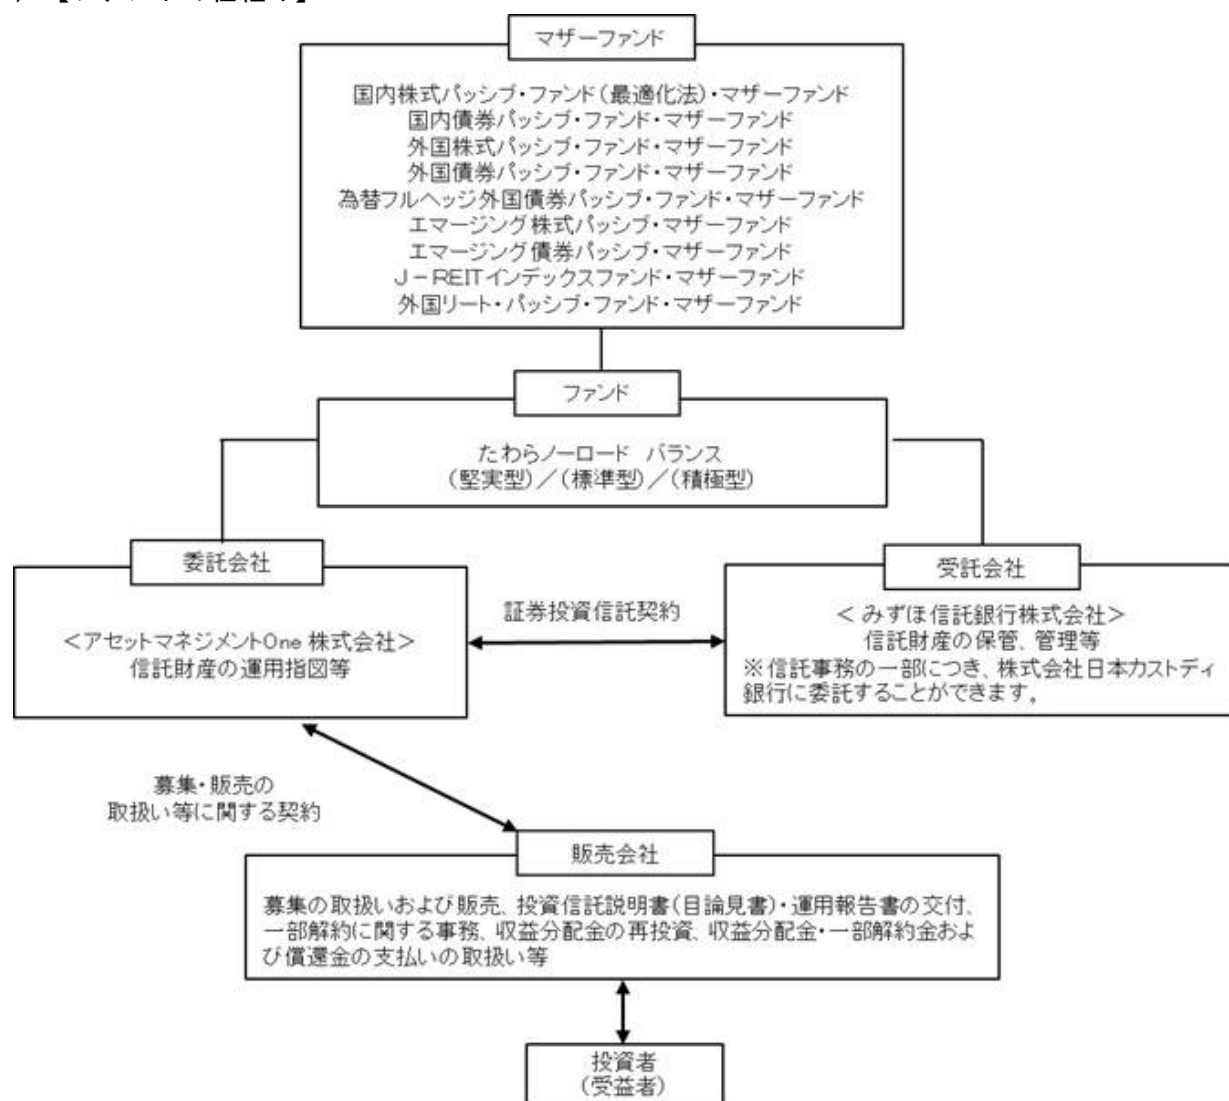 マザーファンド
国内株式パッシブ・ファンド(最適化法)・マザーファンド
国内債券パッシブ・ファンド・マザーファンド
外国株式パッシブ・ファンド・マザーファンド
外国債券パッシブ・ファンド・マザーファンド
為替フルヘッジ外国債券パッシブ・ファンド・マザーファンド
エマージング株式パッシブ・マザーファンド
エマージング債券パッシブ・マザーファンド
J-REITインデックスファンド・マザーファンド
外国リート・パッシブ・ファンド・マザーファンド
ファンド
たわらノーロード バランス
(堅実型)/(標準型)/(積極型)
委託会社
<アセットマネジメントOne 株式会社>
信託財産の運用指図等
証券投資信託契約
受託会社
< みずほ信託銀行株式会社>
信託財産の保管、管理等
※信託事務の一部につき、株式会社日本カストディ
銀行に委託することができます。
募集・販売の
取扱い等に関する契約
販売会社
募集の取扱いおよび販売、投資信託説明書(目論見書)・運用報告書の交付、
一部解約に関する事務、収益分配金の再投資、収益分配金・一部解約金およ
び償還金の支払いの取扱い等
投資者
(受益者)